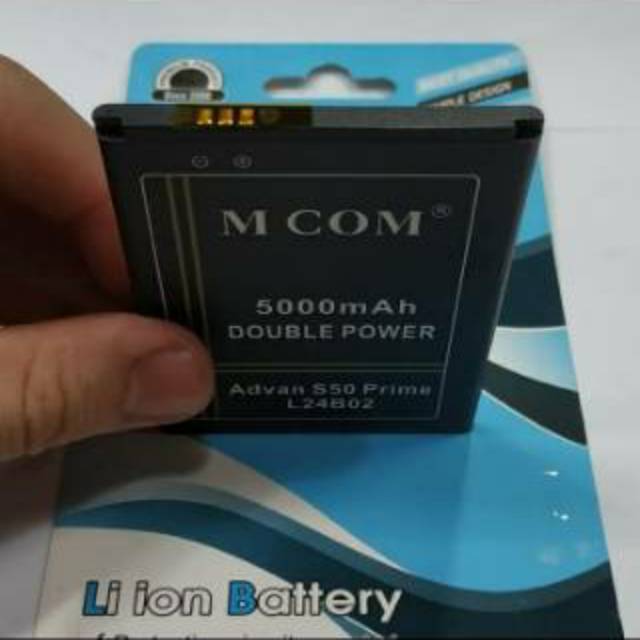 M COM®
5000mAh
DOUBLE POWER
Advan S50 Prime
L24B02
Li ion Battery